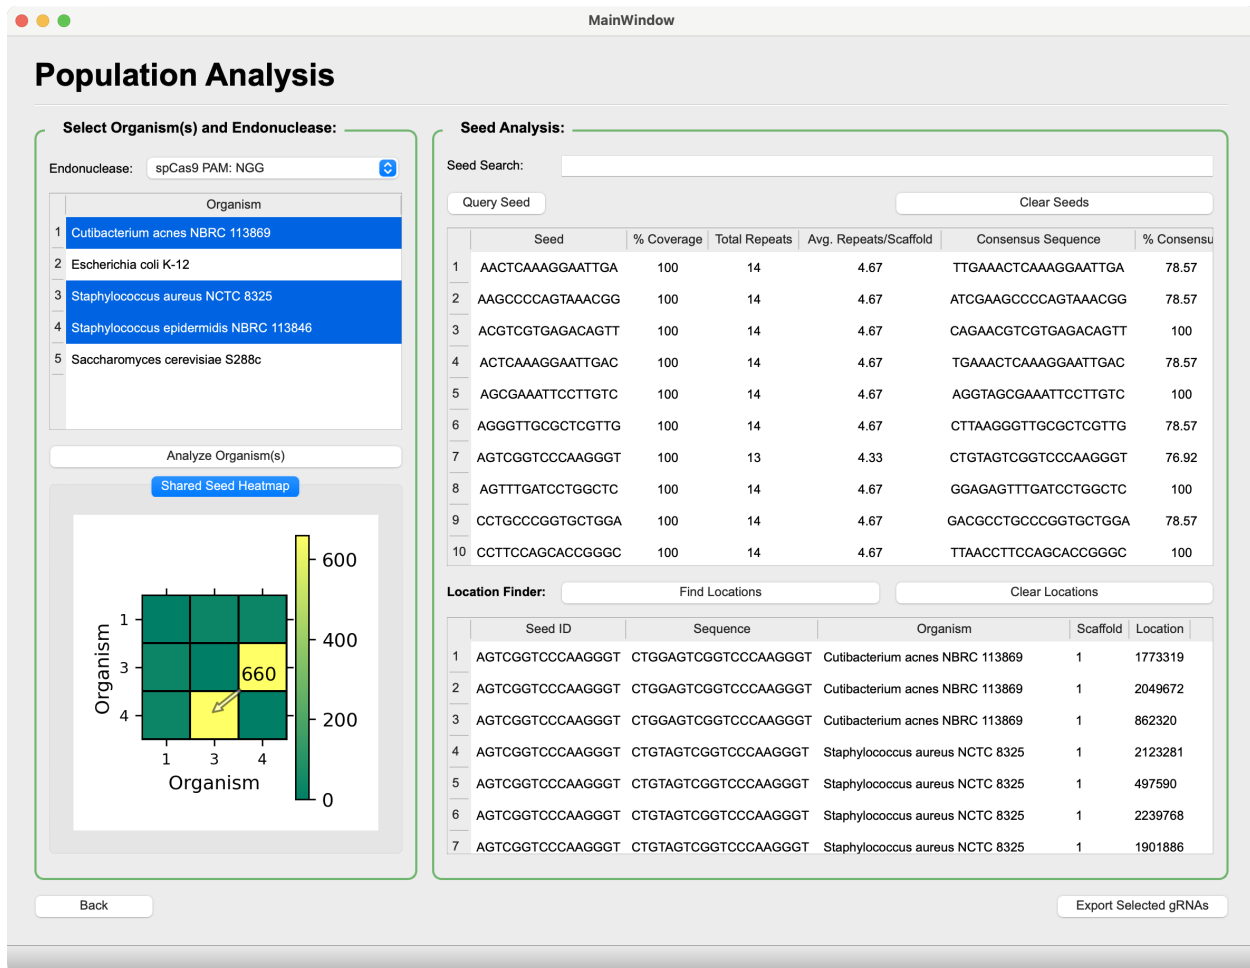 MainWindow
Population Analysis
Select Organism(s) and Endonuclease:
Endonuclease: spCas9 PAM: NGG
Organism
1 Cutibacterium acnes NBRC 113869
2 Escherichia coli K-12
3 Staphylococcus aureus NCTC 8325
4 Staphylococcus epidermidis NBRC 113846
5 Saccharomyces cerevisiae S288c
Analyze Organism(s)
Shared Seed Heatmap
600
400
200
0
Organism
1
3
4
660
1 3 4
Organism
Seed Analysis:
Seed Search:
Query Seed Clear Seeds
Seed % Coverage Total Repeats Avg. Repeats/Scaffold Consensus Sequence % Consensu
1 AACTCAAAGGAATTGA 100 14 4.67 TTGAAACTCAAAGGAATTGA 78.57
2 AAGCCCCAGTAAACGG 100 14 4.67 ATCGAAGCCCCAGTAAACGG 78.57
3 ACGTCGTGAGACAGTT 100 14 4.67 CAGAACGTCGTGAGACAGTT 100
4 ACTCAAAGGAATTGAC 100 14 4.67 TGAAACTCAAAGGAATTGAC 78.57
5 AGCGAAATTCCTTGTC 100 14 4.67 AGGTAGCGAAATTCCTTGTC 100
6 AGGGTTGCGCTCGTTG 100 14 4.67 CTTAAGGGTTGCGCTCGTTG 78.57
7 AGTCGGTCCCAAGGGT 100 13 4.33 CTGTAGTCGGTCCCAAGGGT 76.92
8 AGTTTGATCCTGGCTC 100 14 4.67 GGAGAGTTTGATCCTGGCTC 100
9 CCTGCCCGGTGCTGGA 100 14 4.67 GACGCCTGCCCGGTGCTGGA 78.57
10 CCTTCCAGCACCGGGC 100 14 4.67 TTAACCTTCCAGCACCGGGC 100
Location Finder: Find Locations Clear Locations
Seed ID Sequence Organism Scaffold Location
1 AGTCGGTCCCAAGGGT CTGGAGTCGGTCCCAAGGGT Cutibacterium acnes NBRC 113869 1 1773319
2 AGTCGGTCCCAAGGGT CTGGAGTCGGTCCCAAGGGT Cutibacterium acnes NBRC 113869 1 2049672
3 AGTCGGTCCCAAGGGT CTGGAGTCGGTCCCAAGGGT Cutibacterium acnes NBRC 113869 1 862320
4 AGTCGGTCCCAAGGGT CTGTAGTCGGTCCCAAGGGT Staphylococcus aureus NCTC 8325 1 2123281
5 AGTCGGTCCCAAGGGT CTGTAGTCGGTCCCAAGGGT Staphylococcus aureus NCTC 8325 1 497590
6 AGTCGGTCCCAAGGGT CTGTAGTCGGTCCCAAGGGT Staphylococcus aureus NCTC 8325 1 2239768
7 AGTCGGTCCCAAGGGT CTGTAGTCGGTCCCAAGGGT Staphylococcus aureus NCTC 8325 1 1901886
Back
Export Selected gRNAs